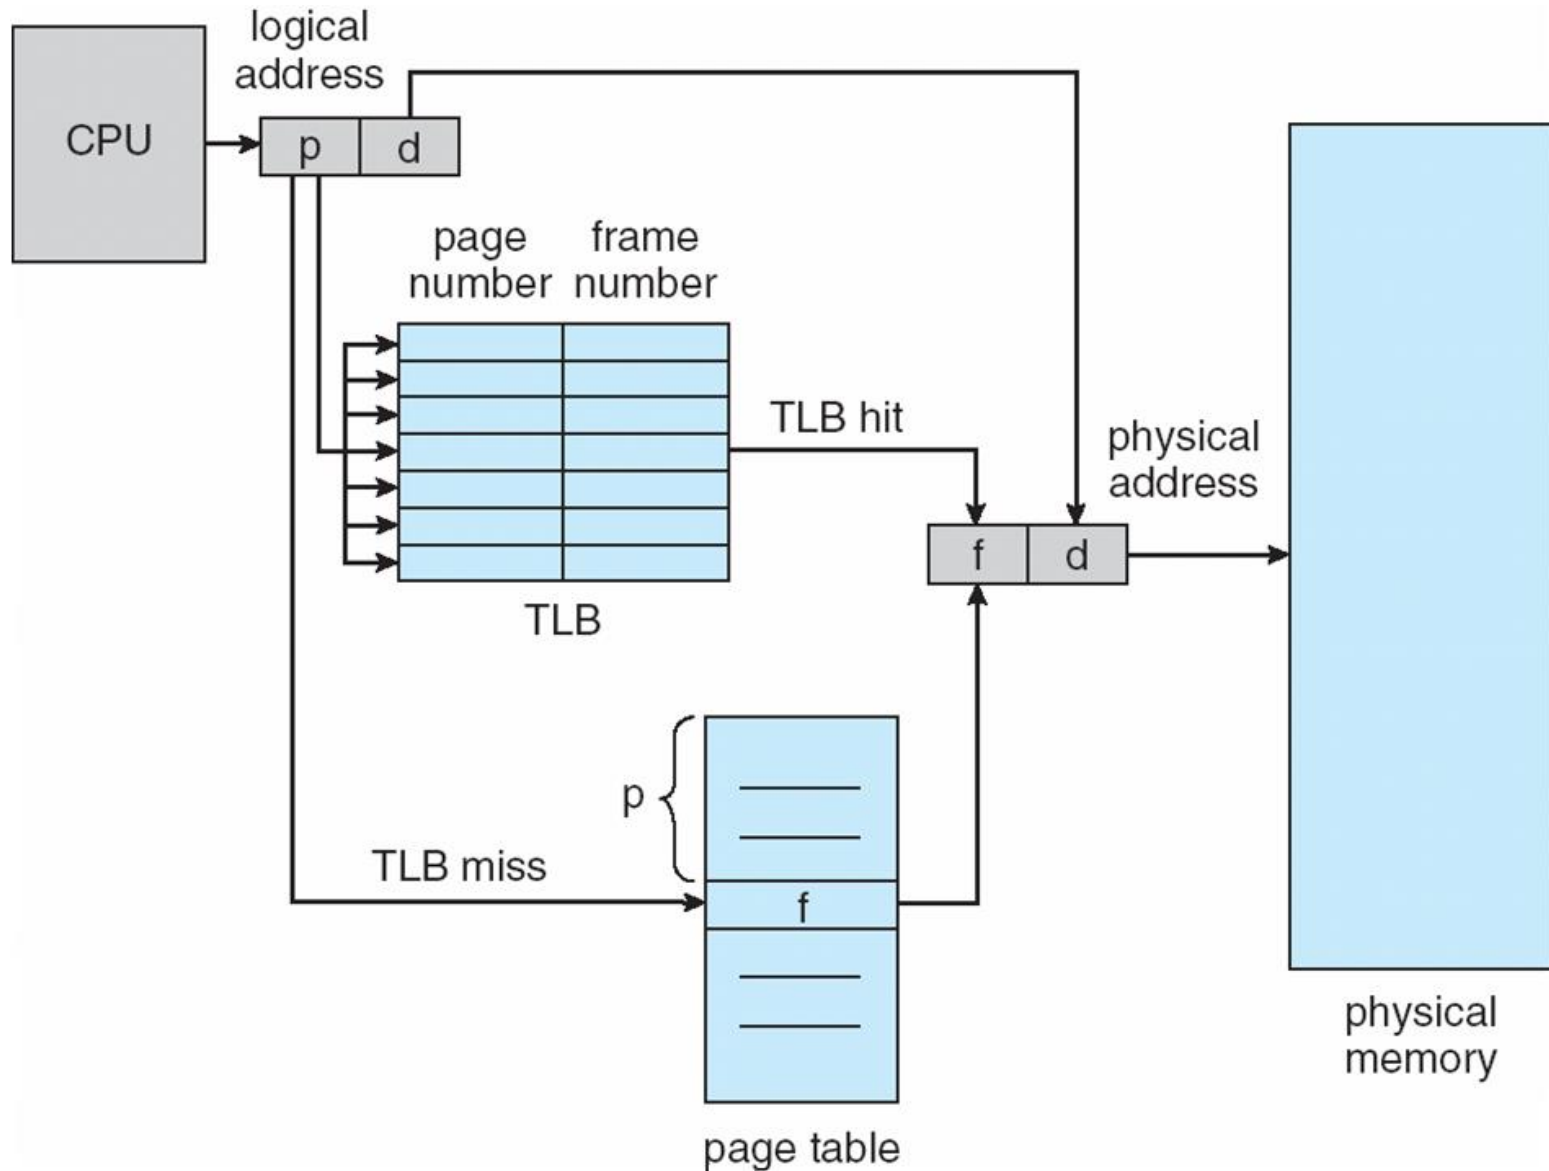 logical
address
CPU
p
d
page
number
frame
number
TLB hit
physical
address
f
d
TLB
p
TLB miss
f
physical
memory
page table